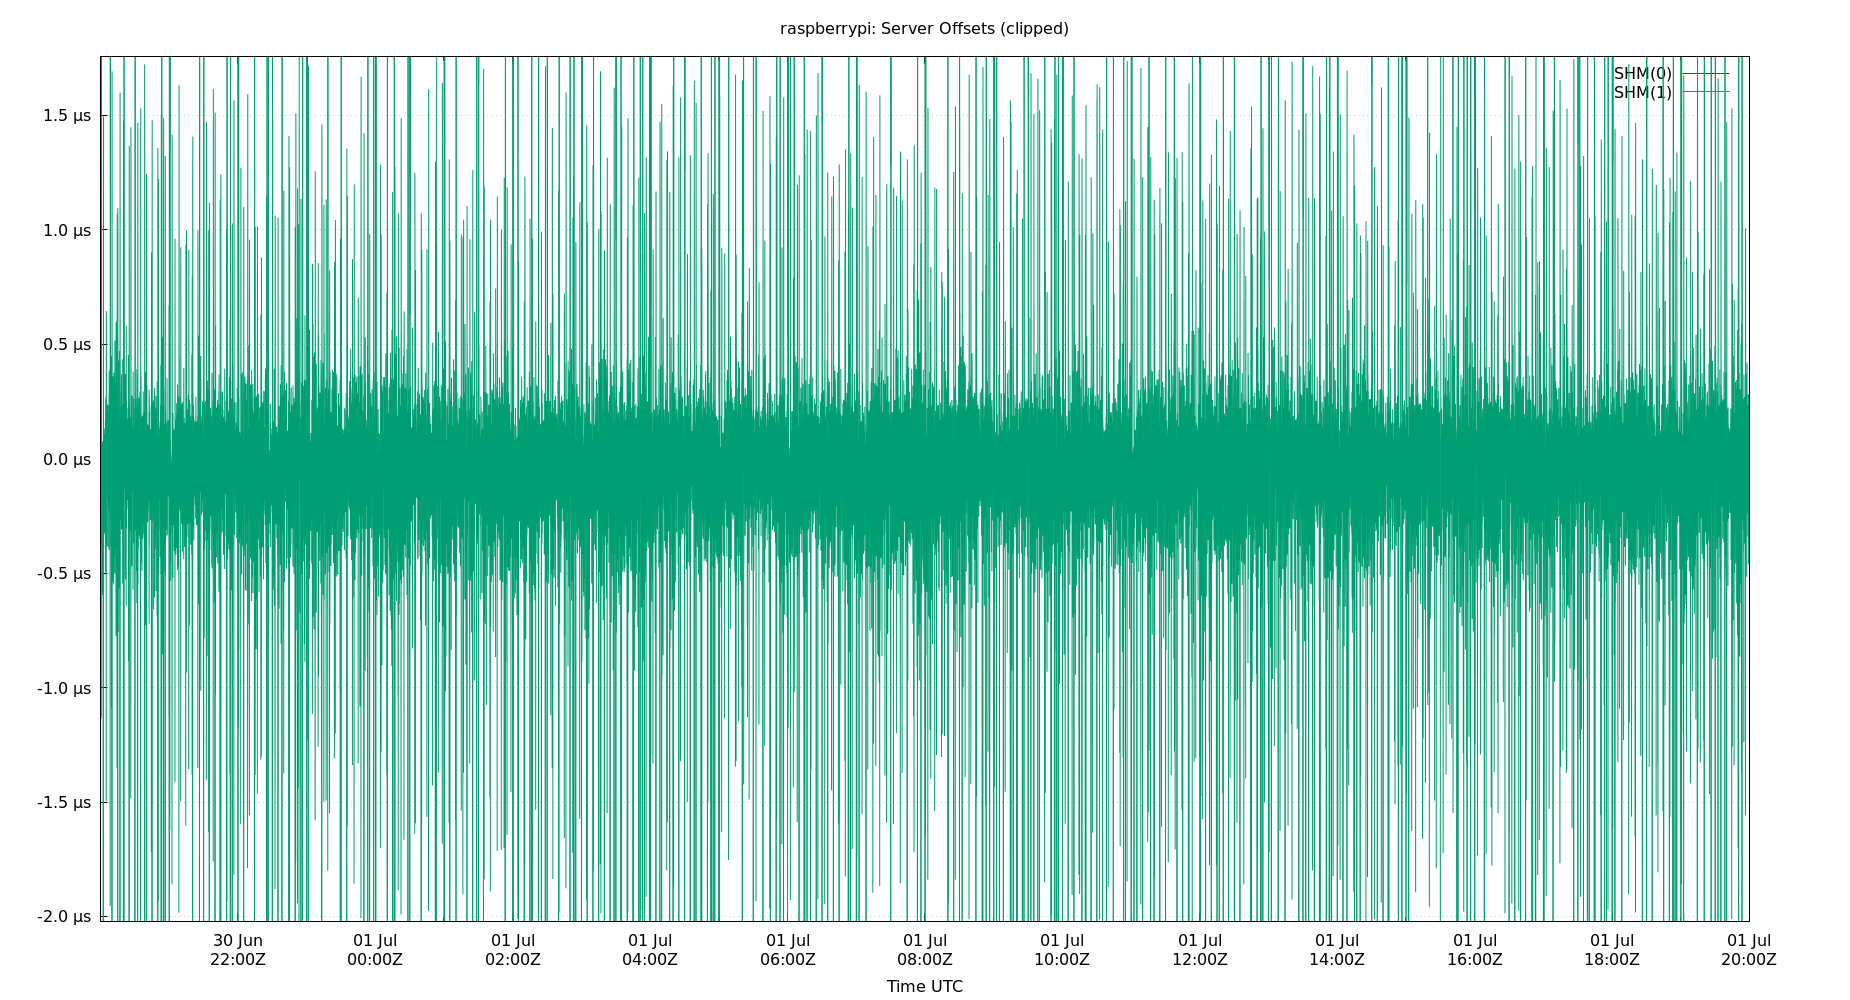 raspberrypi: Server Offsets (clipped)
SHM(0)
SHM(1)
1.5 µs
1.0 µs
0.5 µs
0.0 µs
-0.5 µs
-1.0 µs
-1.5 µs
-2.0 µs
30 Jun 01 Jul 01 Jul 01 Jul 01 Jul 01 Jul 01 Jul 01 Jul 01 Jul 01 Jul 01 Jul 01 Jul
22:00Z 00:00Z 02:00Z 04:00Z 06:00Z 08:00Z 10:00Z 12:00Z 14:00Z 16:00Z 18:00Z 20:00Z
Time UTC